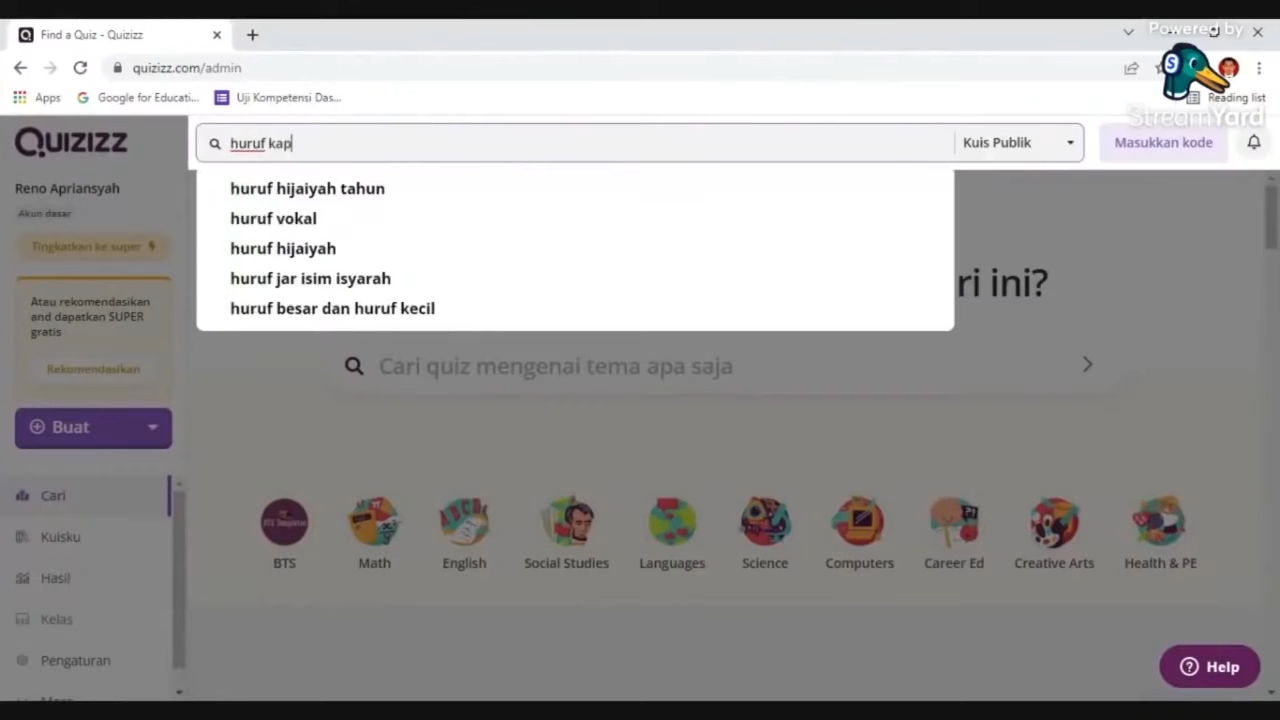 Find a Quiz - Quizizz
Powered by
quizizz.com/admin
Apps
Google for Educati...
Uji Kompetensi Das...
Reading list
StreamYard
QUIZIZZ
huruf kap
Kuis Publik
Masukkan kode
Reno Apriansyah
Akun dasar
Tingkatkan ke super
Atau rekomendasikan
and dapatkan SUPER
gratis
Rekomendasikan
Buat
Cari
Kuisku
Hasil
Kelas
Pengaturan
huruf hijaiyah tahun
huruf vokal
huruf hijaiyah
huruf jar isim isyarah
huruf besar dan huruf kecil
ri ini?
Cari quiz mengenai tema apa saja
BTS
Math
English
Social Studies
Languages
Science
Computers
Career Ed
Creative Arts
Health & PE
Help